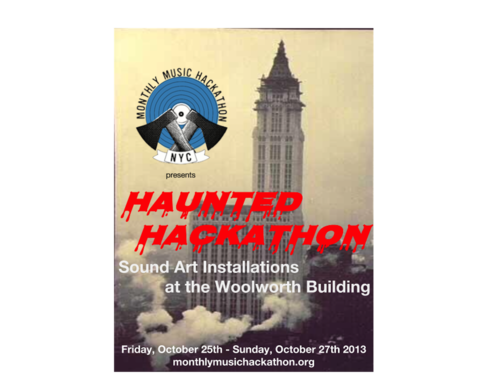 MONTHLY MUSIC HACKATHON
NYC
presents
HAUNTED
HACKATHON
Sound Art Installations
at the Woolworth Building
Friday, October 25th - Sunday, October 27th 2013
monthlymusichackathon.org